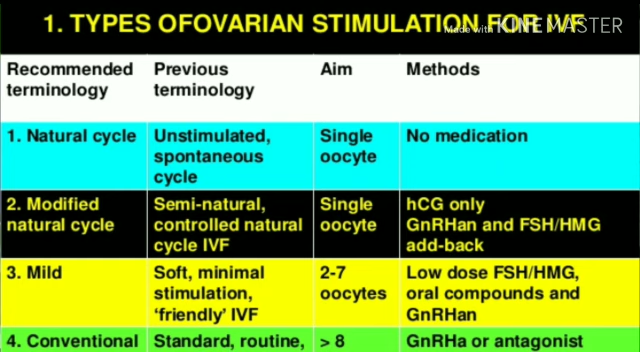 1. TYPES OFOVARIAN STIMULATION FOR IVF
Made with KINEMASTER
Recommended terminology
Previous terminology
Aim
Methods
1. Natural cycle
Unstimulated,
spontaneous
cycle
Single
oocyte
No medication
2. Modified
natural cycle
Semi-natural,
controlled natural
cycle IVF
Single
oocyte
hCG only
GnRHan and FSH/HMG
add-back
3. Mild
Soft, minimal
stimulation,
‘friendly’ IVF
2-7
oocytes
Low dose FSH/HMG,
oral compounds and
GnRHan
4. Conventional
Standard, routine,
> 8
GnRHa or antagonist